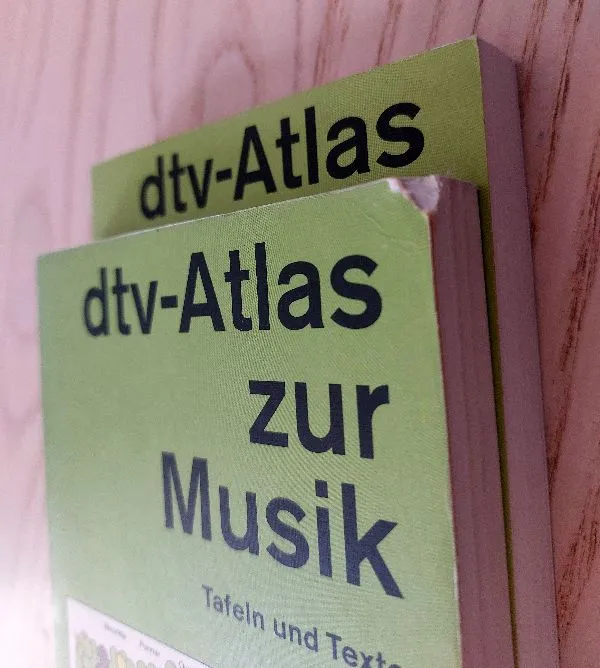 dtv-Atlas
dtv-Atlas
zur
Musik
Tafeln und Texte